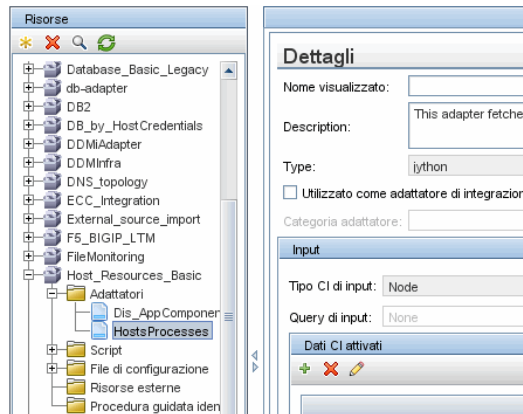 Risorse
Database_Basic_Legacy
db-adapter
DB2
DB_by_HostCredentials
DDMiAdapter
DDMInfra
DNS_topology
ECC_Integration
External_source_import
F5_BIGIP_LTM
FileMonitoring
Host_Resources_Basic
Adattatori
Dis_AppComponen
HostsProcesses
Script
File di configurazione
Risorse esterne
Procedura guidata iden
Dettagli
Nome visualizzato:
Description: This adapter fetche
Type: jython
Utilizzato come adattatore di integrazion
Categoria adattatore:
Input
Tipo CI di input: Node
Query di input: None
Dati CI attivati